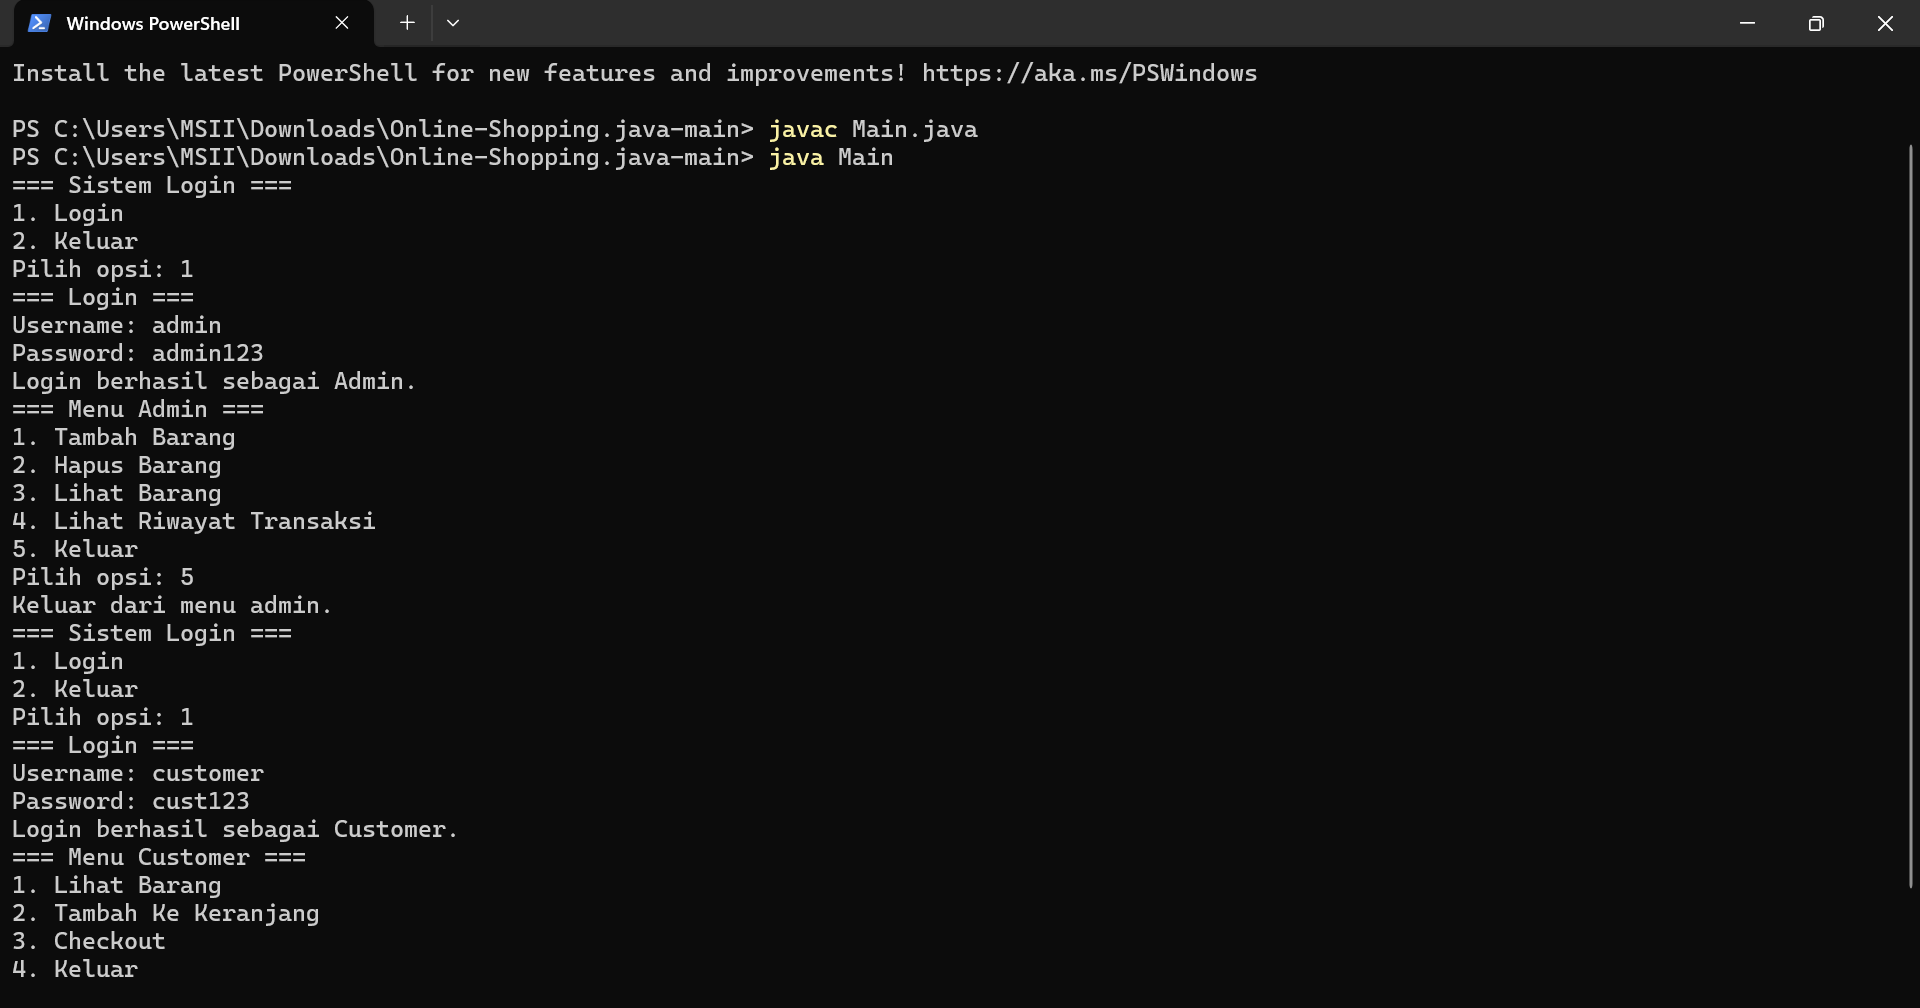 Windows PowerShell
Install the latest PowerShell for new features and improvements! https://aka.ms/PSWindows
PS C:\Users\MSII\Downloads\Online-Shopping.java-main> javac Main.java
PS C:\Users\MSII\Downloads\Online-Shopping.java-main> java Main
=== Sistem Login ===
1. Login
2. Keluar
Pilih opsi: 1
=== Login ===
Username: admin
Password: admin123
Login berhasil sebagai Admin.
=== Menu Admin ===
1. Tambah Barang
2. Hapus Barang
3. Lihat Barang
4. Lihat Riwayat Transaksi
5. Keluar
Pilih opsi: 5
Keluar dari menu admin.
=== Sistem Login ===
1. Login
2. Keluar
Pilih opsi: 1
=== Login ===
Username: customer
Password: cust123
Login berhasil sebagai Customer.
=== Menu Customer ===
1. Lihat Barang
2. Tambah Ke Keranjang
3. Checkout
4. Keluar